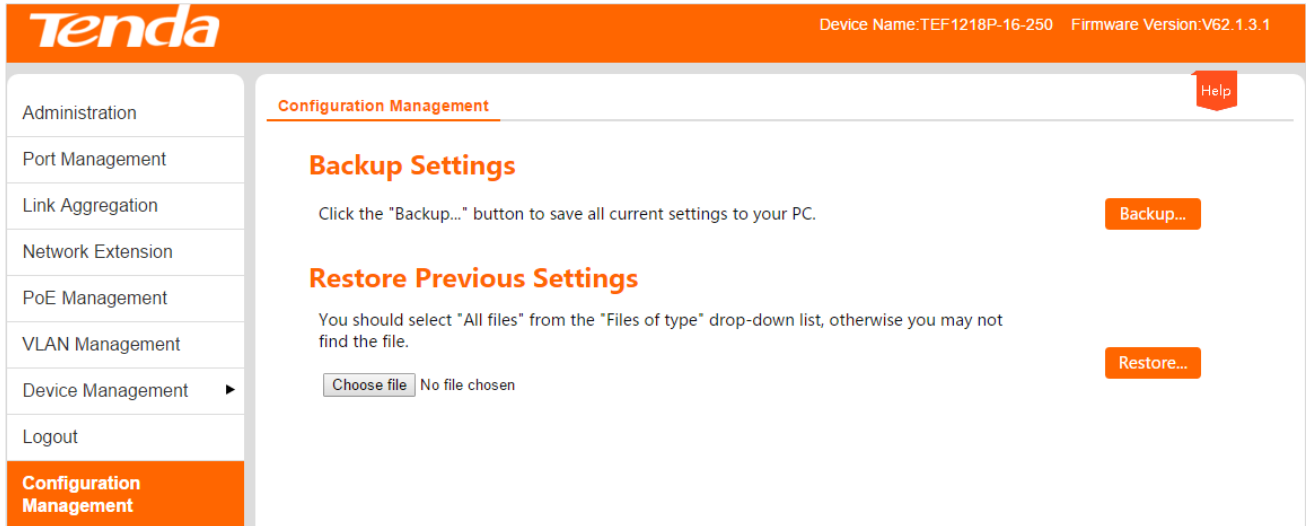 Tenda
Device Name:TEF1218P-16-250 Firmware Version:V62.1.3.1
Administration
Port Management
Link Aggregation
Network Extension
PoE Management
VLAN Management
Device Management
Logout
Configuration
Management
Configuration Management
Help
Backup Settings
Click the "Backup..." button to save all current settings to your PC.
Backup...
Restore Previous Settings
You should select "All files" from the "Files of type" drop-down list, otherwise you may not
find the file.
Restore...
Choose file No file chosen